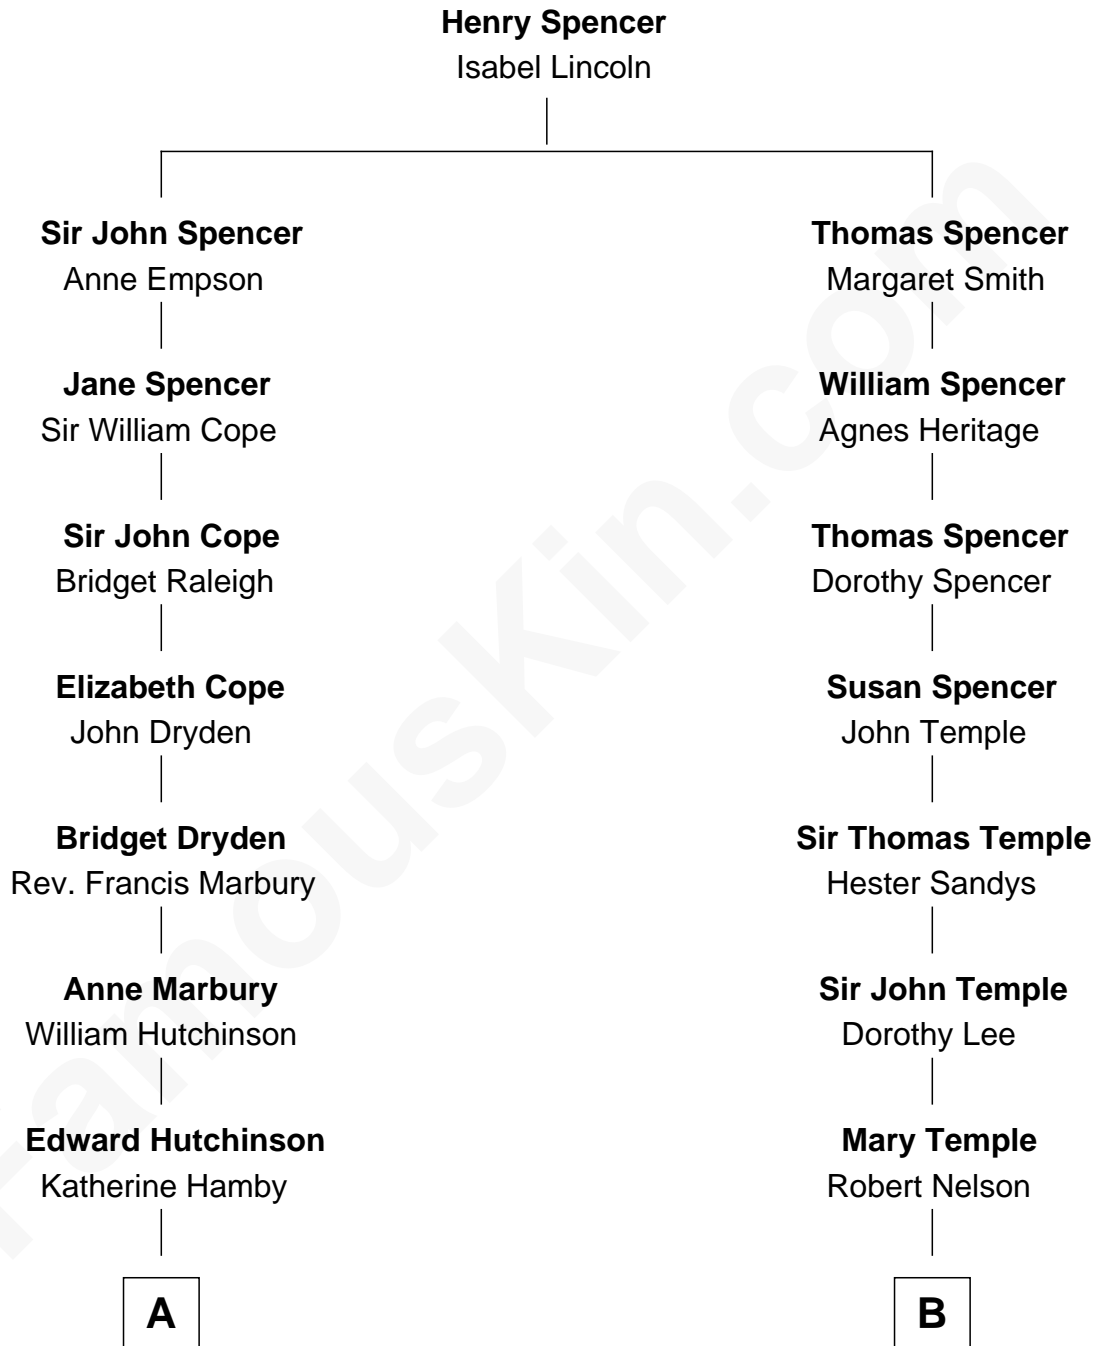 Henry Spencer
Isabel Lincoln
Sir John Spencer
Anne Empson
Thomas Spencer
Margaret Smith
Jane Spencer
Sir William Cope
William Spencer
Agnes Heritage
Sir John Cope
Bridget Raleigh
Thomas Spencer
Dorothy Spencer
Elizabeth Cope
John Dryden
Susan Spencer
John Temple
Bridget Dryden
Rev. Francis Marbury
Sir Thomas Temple
Hester Sandys
Anne Marbury
William Hutchinson
Sir John Temple
Dorothy Lee
Edward Hutchinson
Katherine Hamby
Mary Temple
Robert Nelson
A
B
FamousKin.com